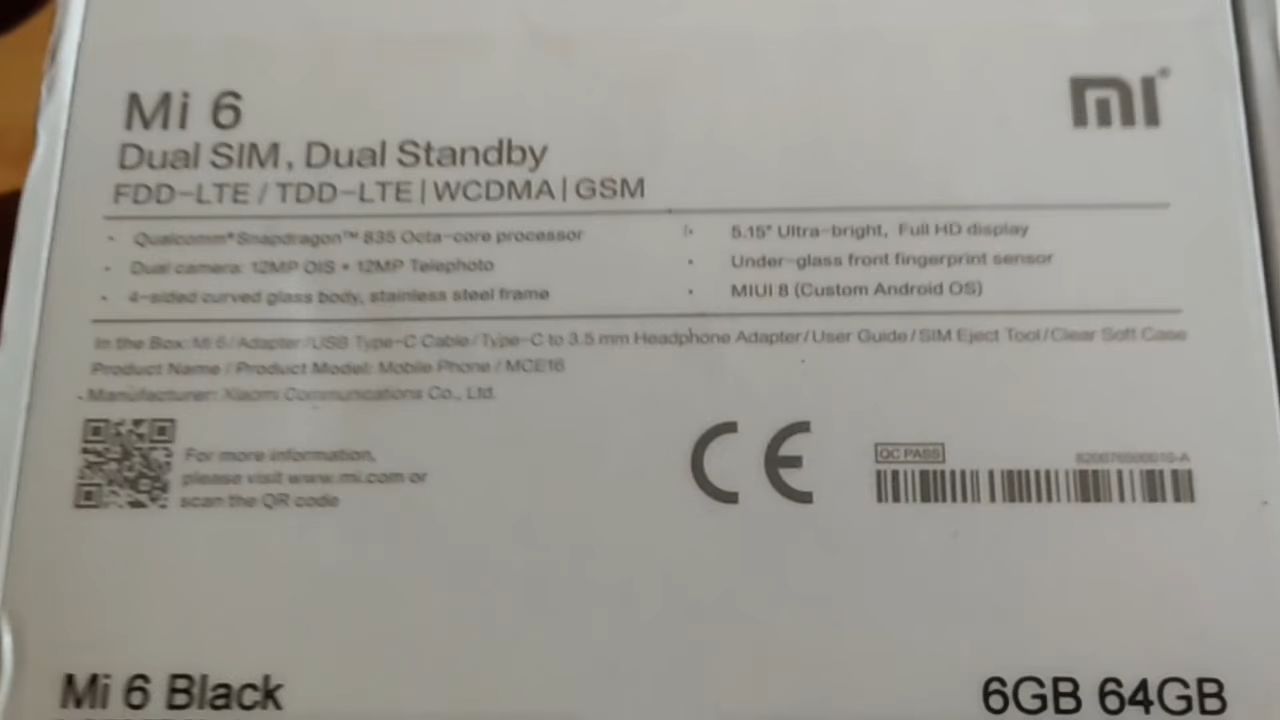 Mi 6
mi®
Dual SIM, Dual Standby
FDD-LTE / TDD-LTE | WCDMA | GSM
· Qualcomm® Snapdragon™ 835 Octa-core processor
· Dual camera: 12MP OIS + 12MP Telephoto
· 4-sided curved glass body, stainless steel frame
· 5.15" Ultra-bright, Full HD display
· Under-glass front fingerprint sensor
· MIUI 8 (Custom Android OS)
In the Box: Mi 6/Adapter/USB Type-C Cable/Type-C to 3.5 mm Headphone Adapter/User Guide/SIM Eject Tool/Clear Soft Case
Product Name / Product Model: Mobile Phone / MCE16
Manufacturer: Xiaomi Communications Co., Ltd.
For more information,
please visit www.mi.com or
scan the QR code
CE
QC PASS
Mi 6 Black
6GB 64GB